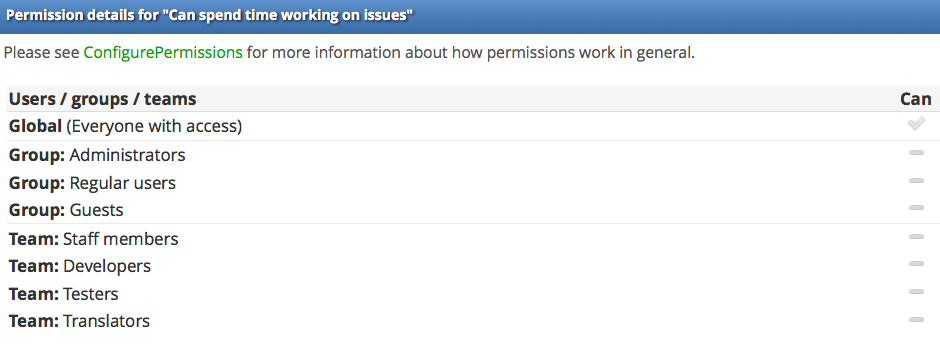 Permission details for "Can spend time working on issues"
Please see ConfigurePermissions for more information about how permissions work in general.
Users / groups / teams Can
Global (Everyone with access)
Group: Administrators
Group: Regular users
Group: Guests
Team: Staff members
Team: Developers
Team: Testers
Team: Translators